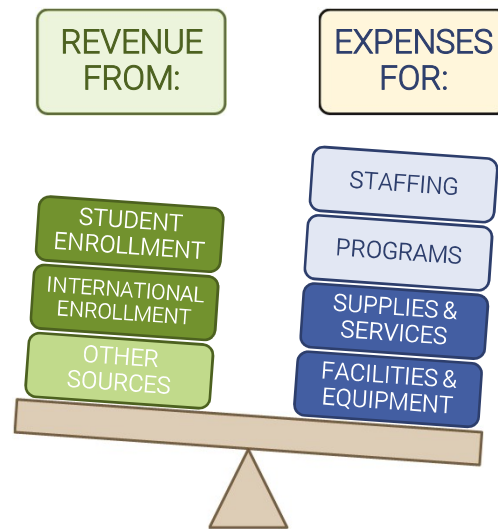 REVENUE
FROM:
EXPENSES
FOR:
STUDENT
ENROLLMENT
INTERNATIONAL
ENROLLMENT
OTHER
SOURCES
STAFFING
PROGRAMS
SUPPLIES &
SERVICES
FACILITIES &
EQUIPMENT